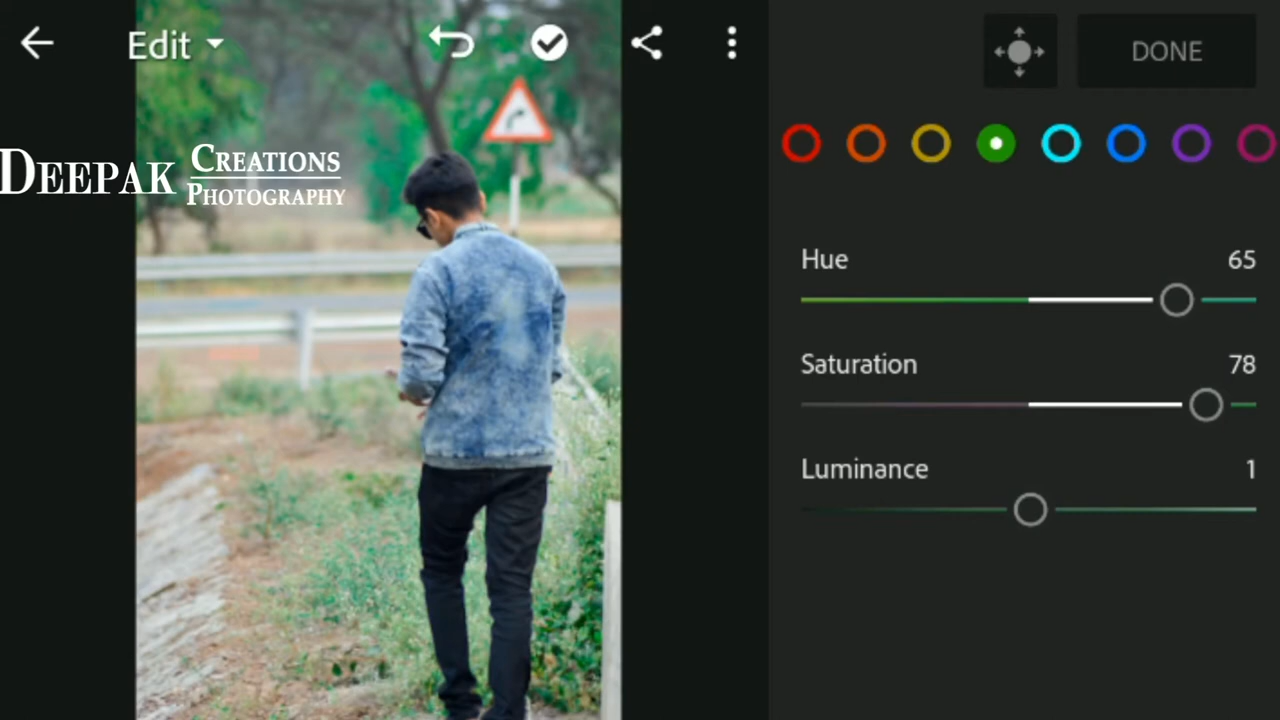 Edit
DONE
DEEPAK CREATIONS
PHOTOGRAPHY
Hue 65
Saturation 78
Luminance 1